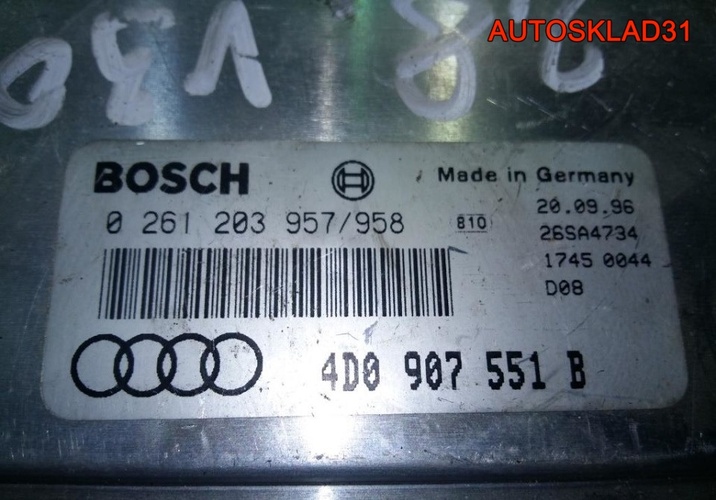 AUTOSKLAD31
BOSCH
Made in Germany
0 261 203 957/958
810
20.09.96
26SA4734
1745 0044
D08
4D0 907 551 B